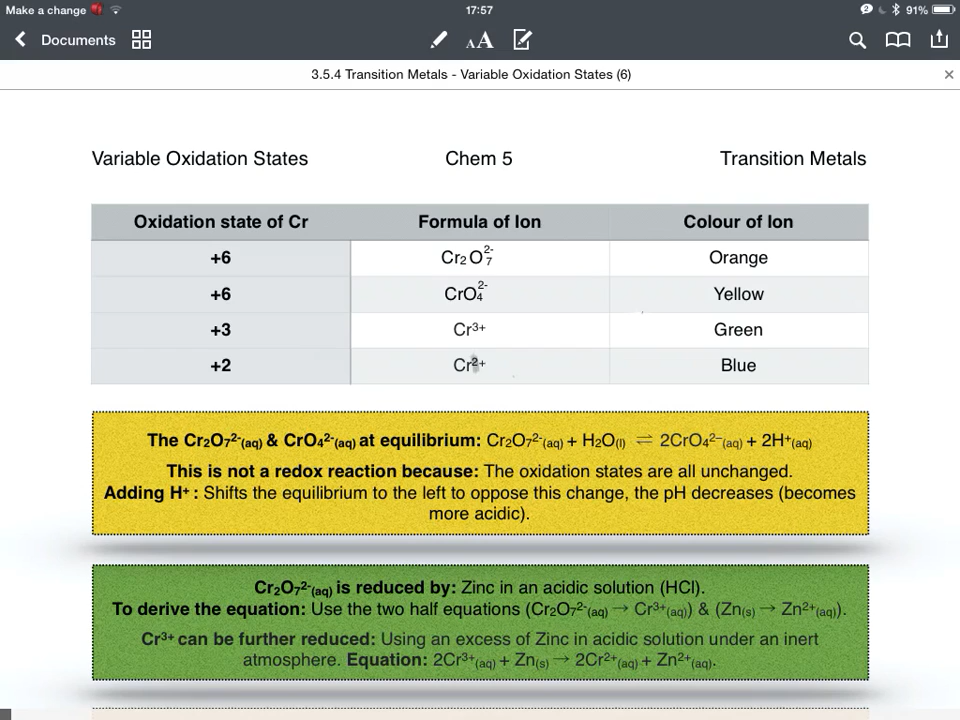 Make a change 17:57 2 91%
Documents AA
3.5.4 Transition Metals - Variable Oxidation States (6) ×
Variable Oxidation States Chem 5 Transition Metals
Oxidation state of Cr Formula of Ion Colour of Ion
+6 Cr₂O₇²⁻ Orange
+6 CrO₄²⁻ Yellow
+3 Cr³⁺ Green
+2 Cr²⁺ Blue
The Cr₂O₇²⁻(aq) & CrO₄²⁻(aq) at equilibrium: Cr₂O₇²⁻(aq) + H₂O(l) ⇌ 2CrO₄²⁻(aq) + 2H⁺(aq)
This is not a redox reaction because: The oxidation states are all unchanged.
Adding H⁺ : Shifts the equilibrium to the left to oppose this change, the pH decreases (becomes
more acidic).
Cr₂O₇²⁻(aq) is reduced by: Zinc in an acidic solution (HCl).
To derive the equation: Use the two half equations (Cr₂O₇²⁻(aq) → Cr³⁺(aq)) & (Zn(s) → Zn²⁺(aq)).
Cr³⁺ can be further reduced: Using an excess of Zinc in acidic solution under an inert
atmosphere. Equation: 2Cr³⁺(aq) + Zn(s) → 2Cr²⁺(aq) + Zn²⁺(aq).